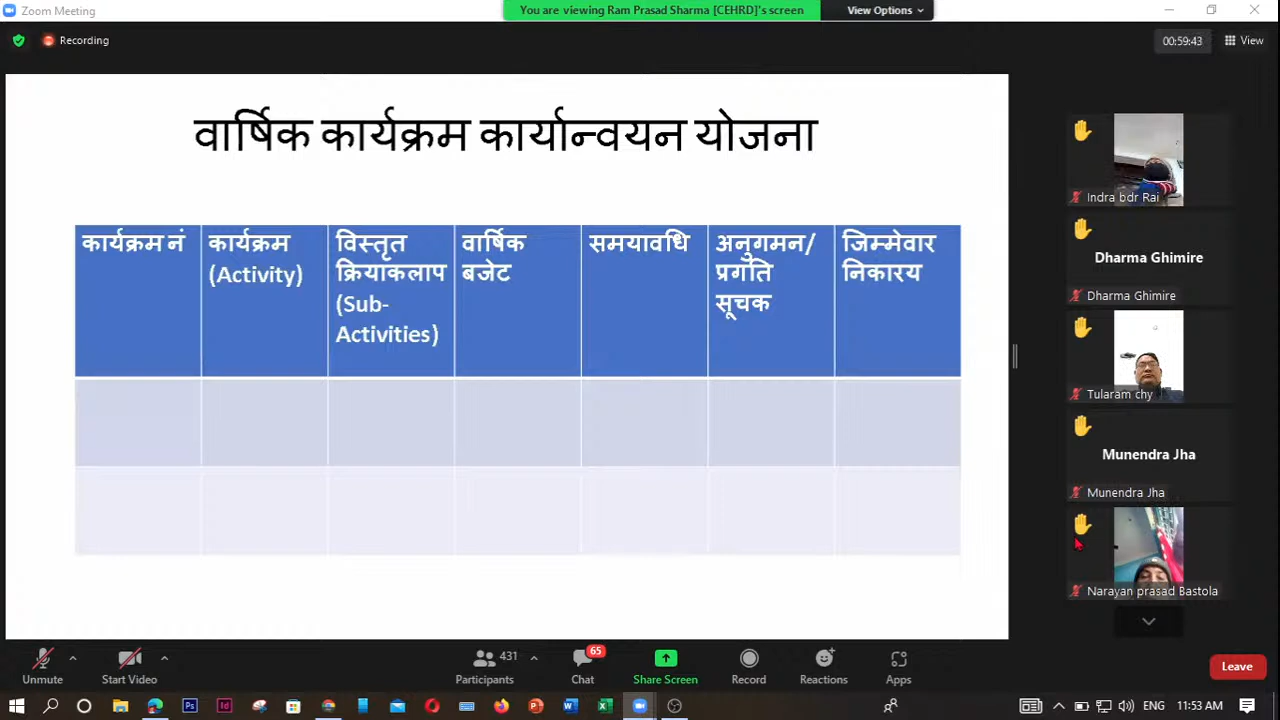 Zoom Meeting
You are viewing Ram Prasad Sharma [CEHRD]'s screen
View Options
Recording
00:59:43
View
वार्षिक कार्यक्रम कार्यान्वयन योजना
कार्यक्रम नं
कार्यक्रम
(Activity)
विस्तृत
क्रियाकलाप
(Sub-
Activities)
वार्षिक
बजेट
समयावधि
अनुगमन/
प्रगति
सूचक
जिम्मेवार
निकारय
Indra bdr Rai
Dharma Ghimire
Dharma Ghimire
Tularam chy
Munendra Jha
Munendra Jha
Narayan prasad Bastola
Unmute
Start Video
431
Participants
65
Chat
Share Screen
Record
Reactions
Apps
Leave
ENG
11:53 AM